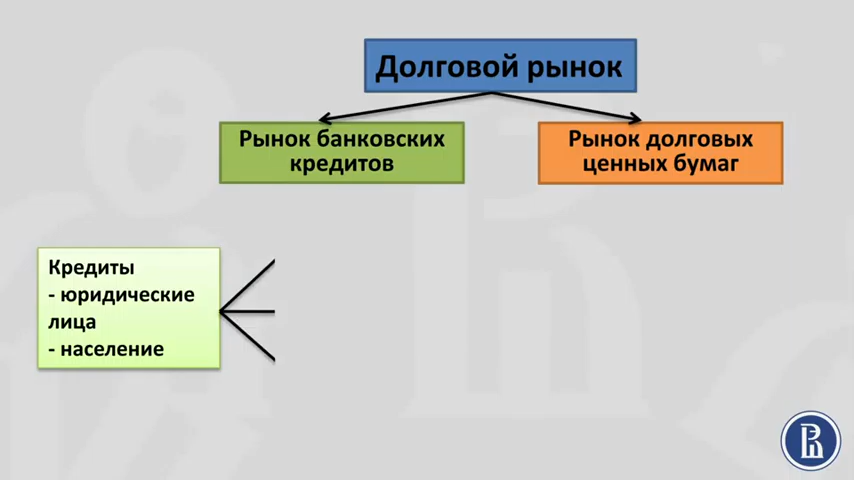 Долговой рынок
Рынок банковских
кредитов
Рынок долговых
ценных бумаг
Кредиты
- юридические
лица
- население